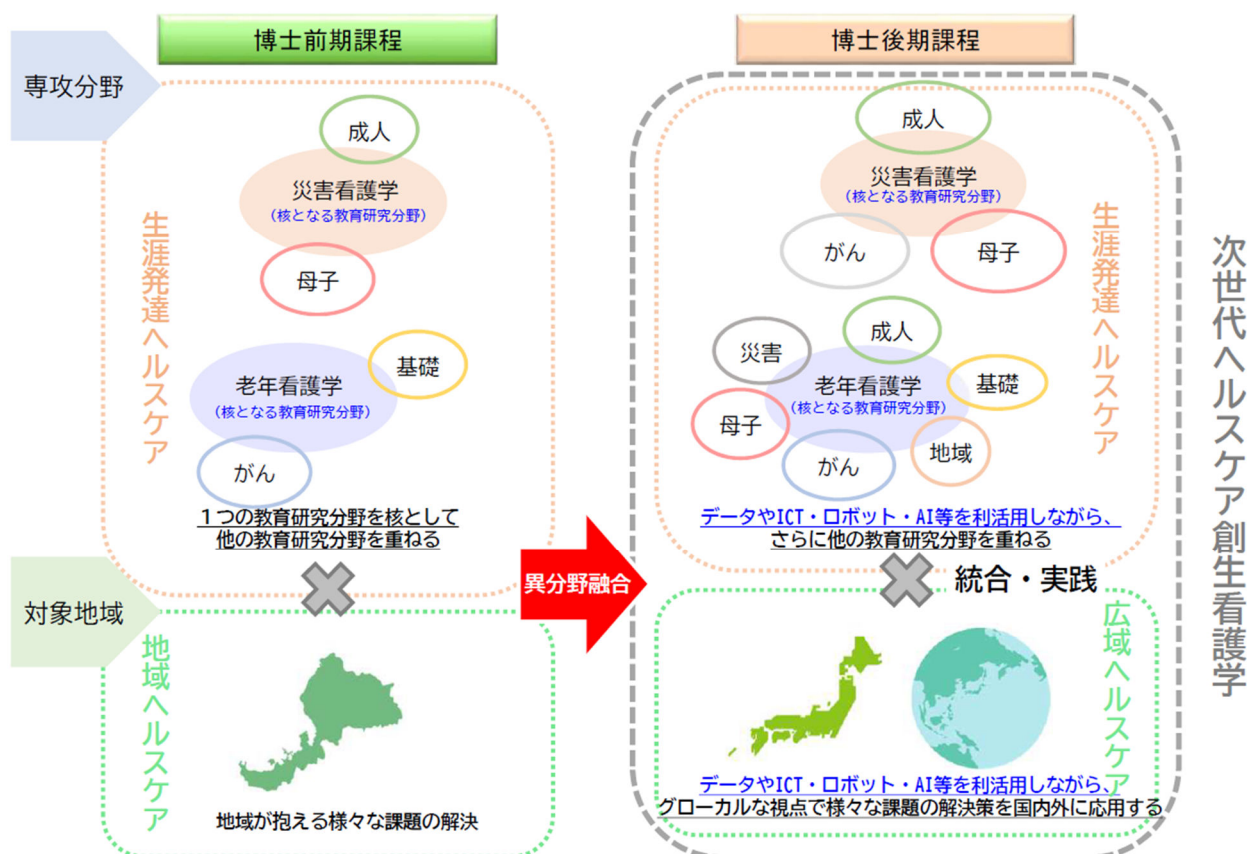 博士前期課程
博士後期課程
専攻分野
生涯発達ヘルスケア
成人
災害看護学
（核となる教育研究分野）
母子
基礎
老年看護学
（核となる教育研究分野）
がん
１つの教育研究分野を核として
他の教育研究分野を重ねる
異分野融合
成人
災害看護学
（核となる教育研究分野）
がん
母子
成人
災害
老年看護学
（核となる教育研究分野）
基礎
母子
がん
地域
データやICT・ロボット・AI等を利活用しながら、
さらに他の教育研究分野を重ねる
生涯発達ヘルスケア
統合・実践
対象地域
地域ヘルスケア
地域が抱える様々な課題の解決
広域ヘルスケア
データやICT・ロボット・AI等を利活用しながら、
グローカルな視点で様々な課題の解決策を国内外に応用する
次世代ヘルスケア創生看護学